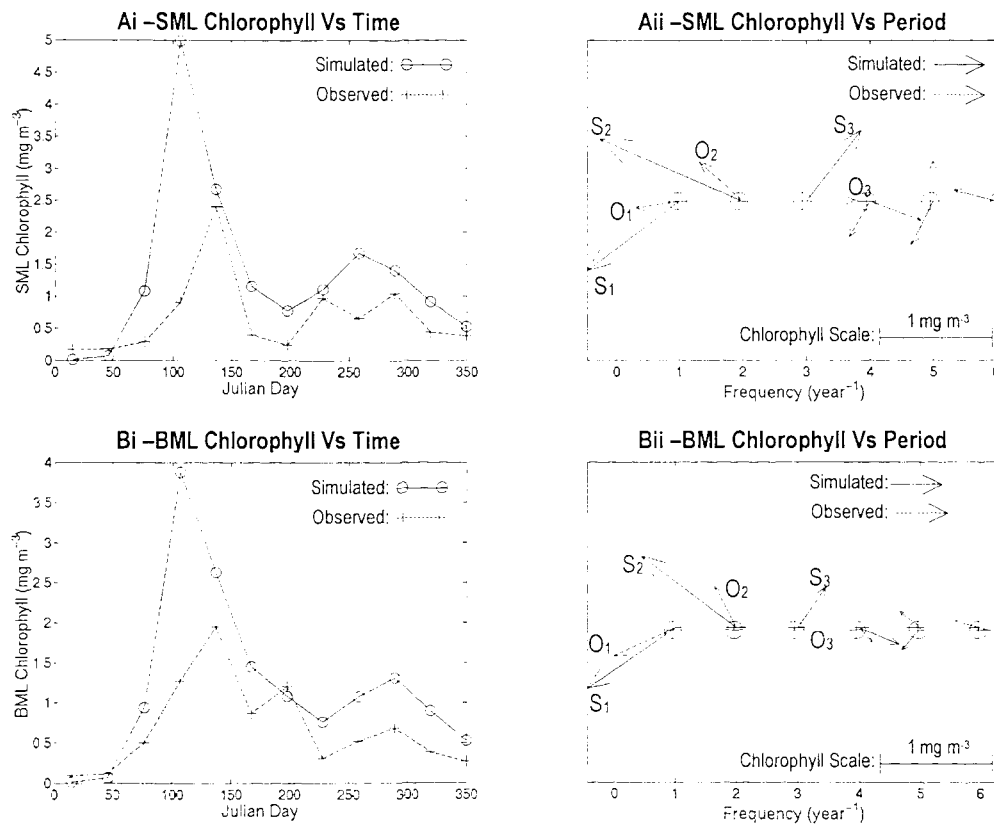 Ai –SML Chlorophyll Vs Time
Simulated:
Observed:
SML Chlorophyll (mg m⁻³)
5
4.5
4
3.5
3
2.5
2
1.5
1
0.5
0
0 50 100 150 200 250 300 350
Julian Day
Aii –SML Chlorophyll Vs Period
Simulated:
Observed:
S2
S3
O2
O3
O1
S1
1 mg m⁻³
Chlorophyll Scale:
0 1 2 3 4 5 6
Frequency (year⁻¹)
Bi –BML Chlorophyll Vs Time
Simulated:
Observed:
BML Chlorophyll (mg m⁻³)
4
3.5
3
2.5
2
1.5
1
0.5
0
0 50 100 150 200 250 300 350
Julian Day
Bii –BML Chlorophyll Vs Period
Simulated:
Observed:
S2
S3
O2
O1
O3
S1
1 mg m⁻³
Chlorophyll Scale:
0 1 2 3 4 5 6
Frequency (year⁻¹)